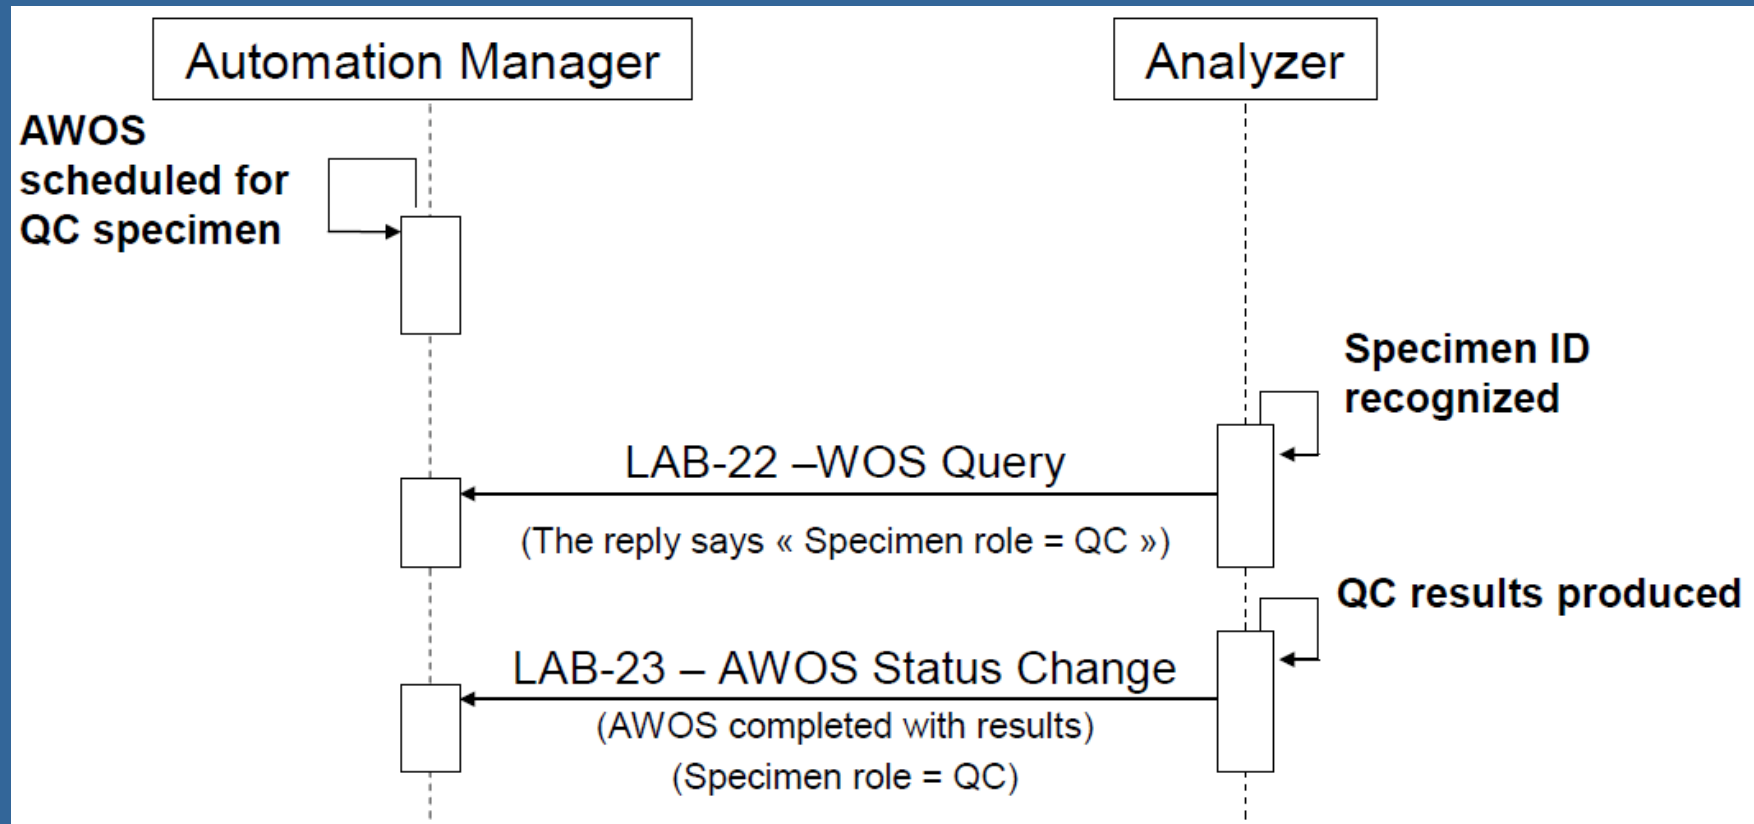 Automation Manager
Analyzer
AWOS
scheduled for
QC specimen
Specimen ID
recognized
LAB-22 –WOS Query
(The reply says « Specimen role = QC »)
QC results produced
LAB-23 – AWOS Status Change
(AWOS completed with results)
(Specimen role = QC)